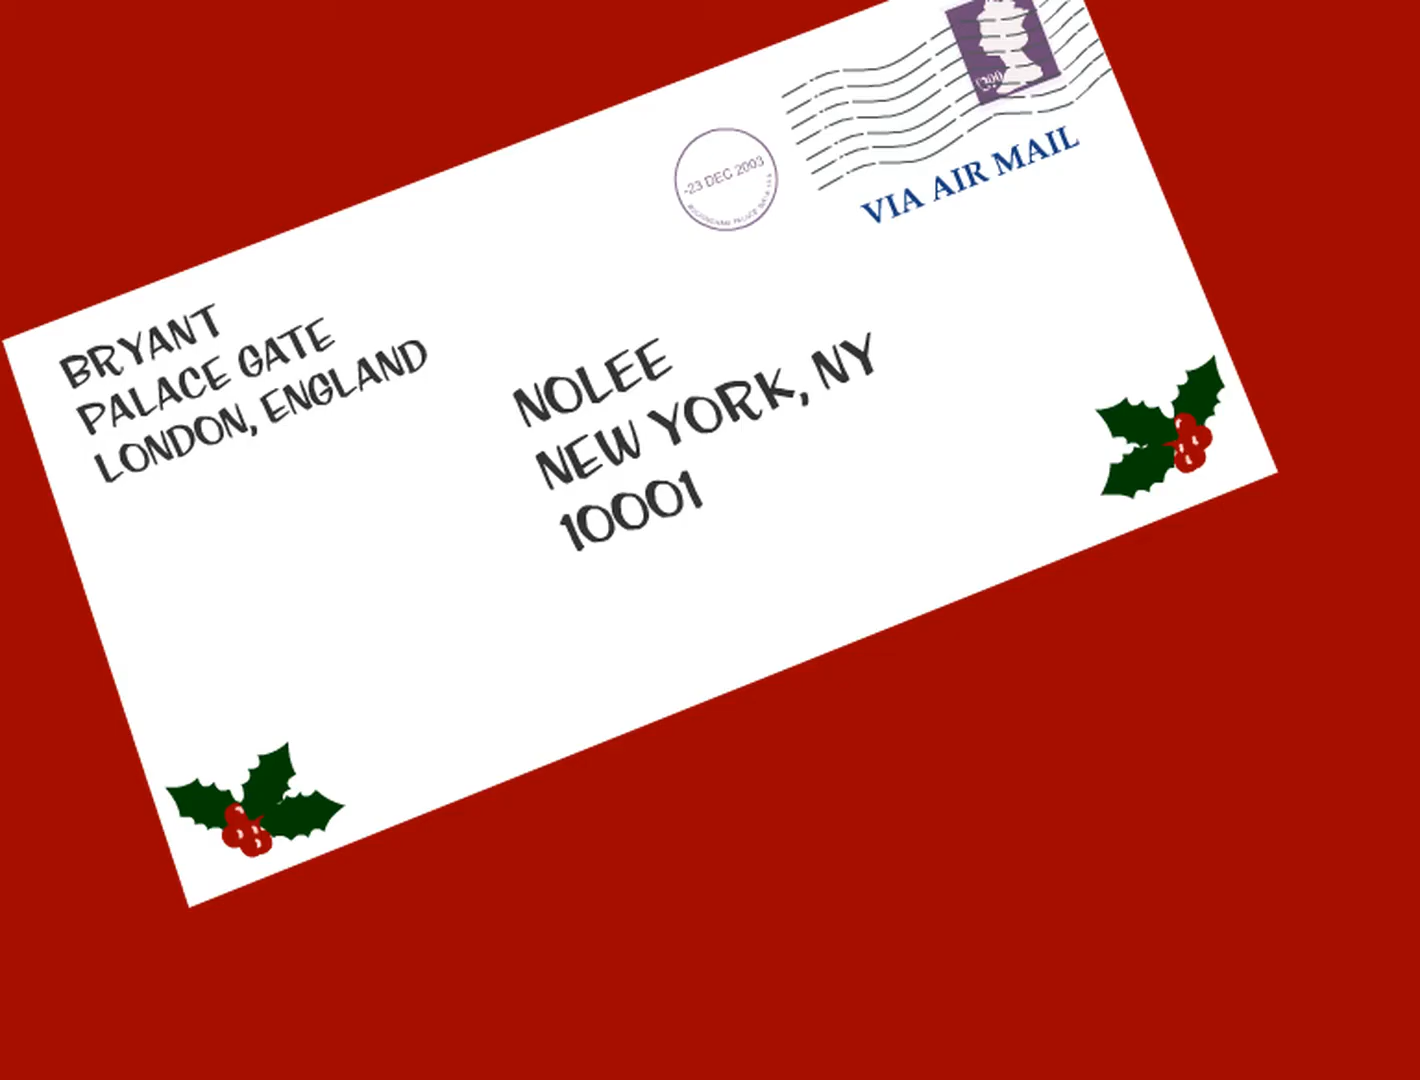 BRYANT
PALACE GATE
LONDON, ENGLAND
-23 DEC 2003
VIA AIR MAIL
NOLEE
NEW YORK, NY
10001